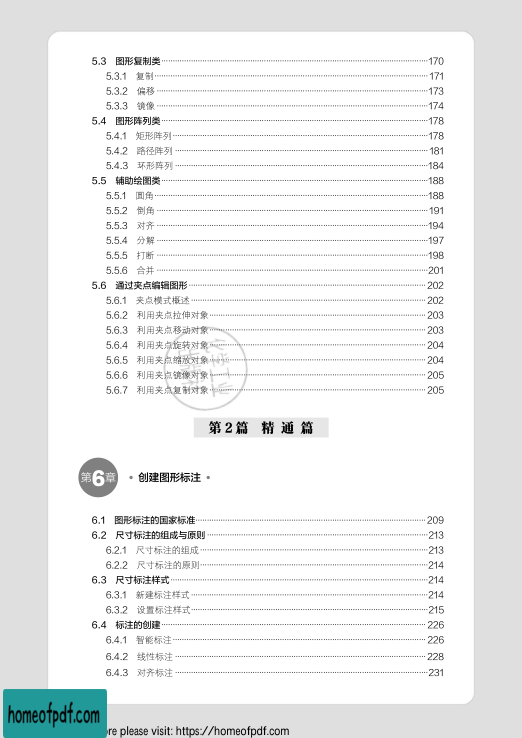 5.3 图形复制类 170
5.3.1 复制 171
5.3.2 偏移 173
5.3.3 镜像 174
5.4 图形阵列类 178
5.4.1 矩形阵列 178
5.4.2 路径阵列 181
5.4.3 环形阵列 184
5.5 辅助绘图类 188
5.5.1 圆角 188
5.5.2 倒角 191
5.5.3 对齐 194
5.5.4 分解 197
5.5.5 打断 198
5.5.6 合并 201
5.6 通过夹点编辑图形 202
5.6.1 夹点模式概述 202
5.6.2 利用夹点拉伸对象 203
5.6.3 利用夹点移动对象 203
5.6.4 利用夹点旋转对象 204
5.6.5 利用夹点缩放对象 204
5.6.6 利用夹点镜像对象 205
5.6.7 利用夹点复制对象 205
第2篇 精通篇
第6章 • 创建图形标注 •
6.1 图形标注的国家标准 209
6.2 尺寸标注的组成与原则 213
6.2.1 尺寸标注的组成 213
6.2.2 尺寸标注的原则 214
6.3 尺寸标注样式 214
6.3.1 新建标注样式 214
6.3.2 设置标注样式 215
6.4 标注的创建 226
6.4.1 智能标注 226
6.4.2 线性标注 228
6.4.3 对齐标注 231
homeofpdf.com
re please visit: https://homeofpdf.com